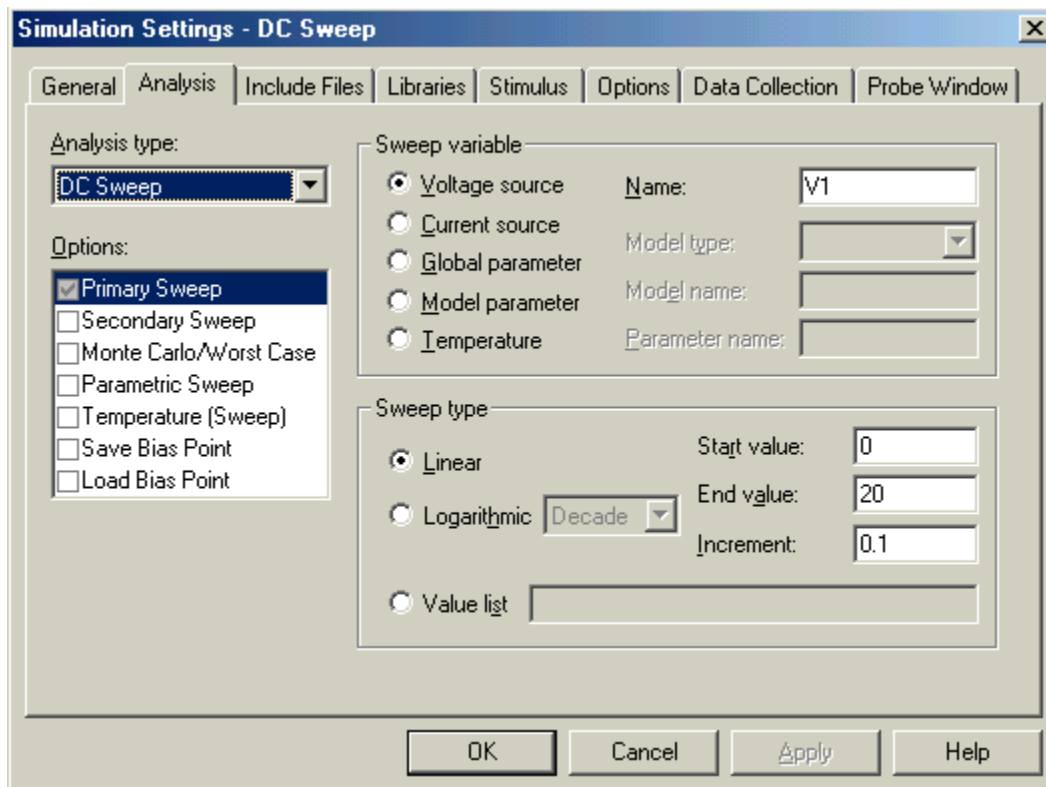 Simulation Settings - DC Sweep
General Analysis Include Files Libraries Stimulus Options Data Collection Probe Window
Analysis type:
DC Sweep
Options:
Primary Sweep
Secondary Sweep
Monte Carlo/Worst Case
Parametric Sweep
Temperature (Sweep)
Save Bias Point
Load Bias Point
Sweep variable
Voltage source
Current source
Global parameter
Model parameter
Temperature
Name: V1
Model type:
Model name:
Parameter name:
Sweep type
Linear
Logarithmic Decade
Value list
Start value: 0
End value: 20
Increment: 0.1
OK Cancel Apply Help